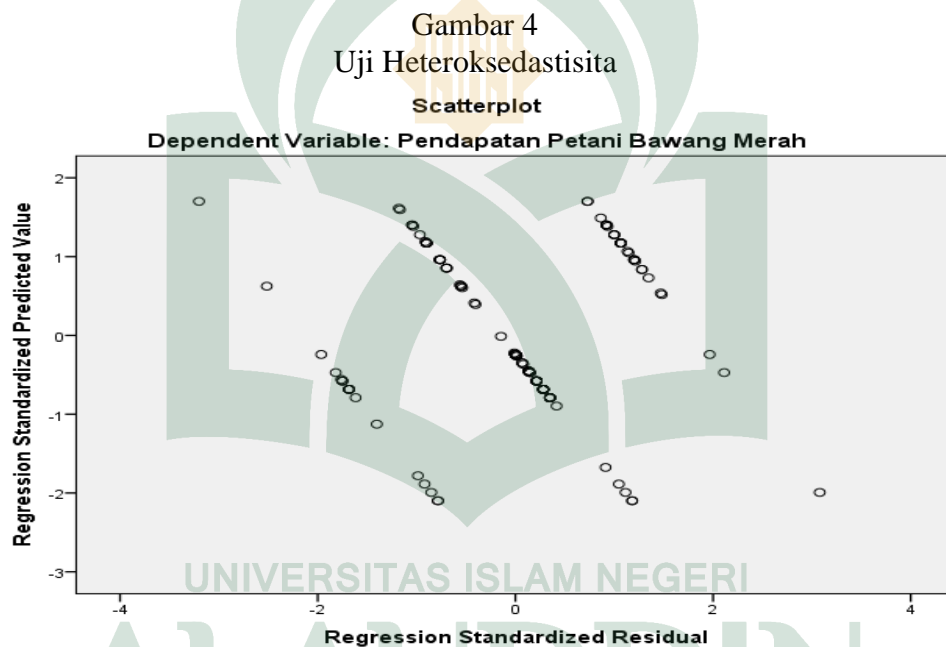 Gambar 4
Uji Heteroksedastisita
Scatterplot
Dependent Variable: Pendapatan Petani Bawang Merah
Regression Standardized Predicted Value
2
1
0
-1
-2
-3
-4
-2
0
2
4
Regression Standardized Residual
UNIVERSITAS ISLAM NEGERI